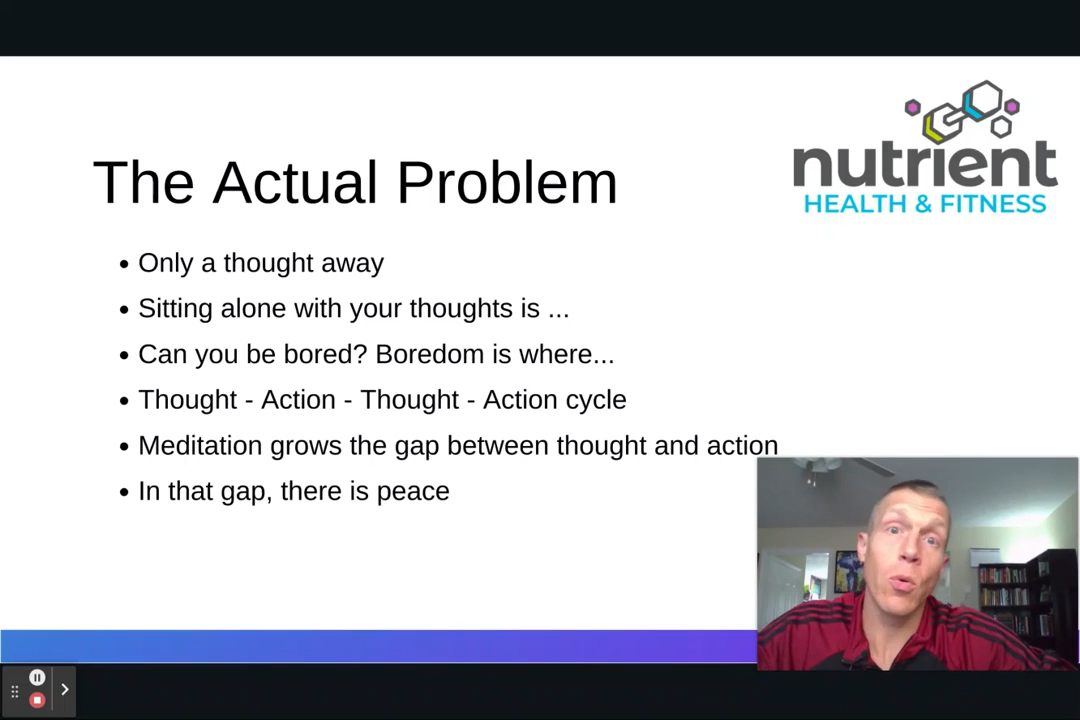 nutrient
HEALTH & FITNESS
The Actual Problem
• Only a thought away
• Sitting alone with your thoughts is ...
• Can you be bored? Boredom is where...
• Thought - Action - Thought - Action cycle
• Meditation grows the gap between thought and action
• In that gap, there is peace